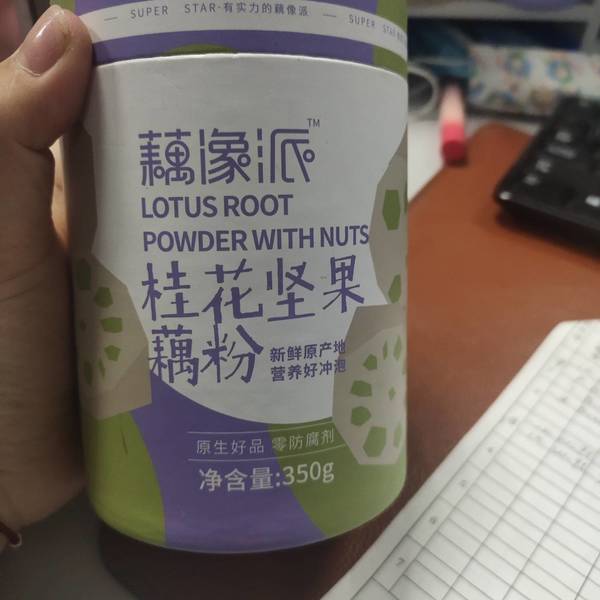 SUPER STAR·有实力的藕像派 — SUPER STAR
藕像派™
LOTUS ROOT
POWDER WITH NUTS
桂花坚果
藕粉
新鲜原产地
营养好冲泡
原生好品 零防腐剂
净含量:350g